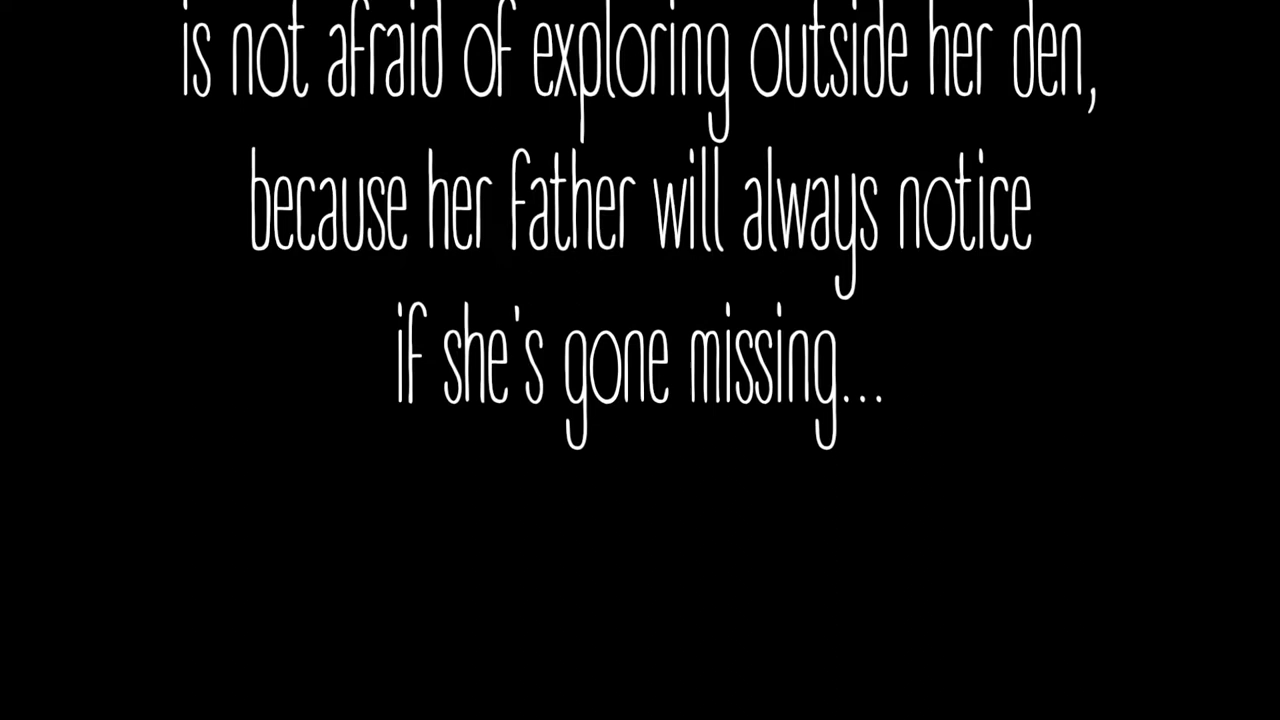 is not afraid of exploring outside her den,
because her father will always notice
if she's gone missing...